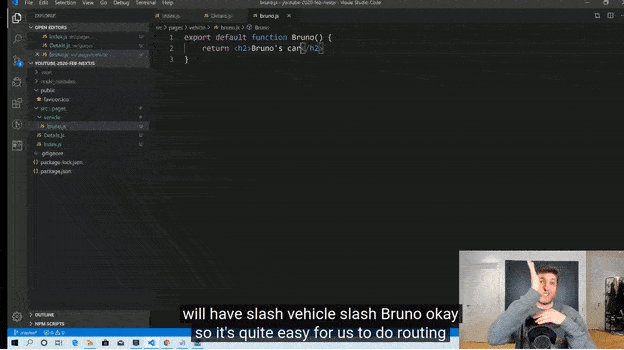 bruno.js - youtube-2020-feb-nextjs - Visual Studio Code
File Edit Selection View Go Debug Terminal Help
EXPLORER
Index.js
Details.js
bruno.js
OPEN EDITORS
Index.js src\pages
Details.js src\pages
bruno.js
YOUTUBE-2020-FEB-NEXTJS
.next
node_modules
public
favicon.ico
src\pages
vehicle
bruno.js U
Details.js U
Index.js U
.gitignore
package-lock.json
package.json
OUTLINE
NPM SCRIPTS
src > pages > vehicle > bruno.js > Bruno
1 export default function Bruno() {
2 return <h2>Bruno's car</h2>
3 }
will have slash vehicle slash Bruno okay
so it's quite easy for us to do routing